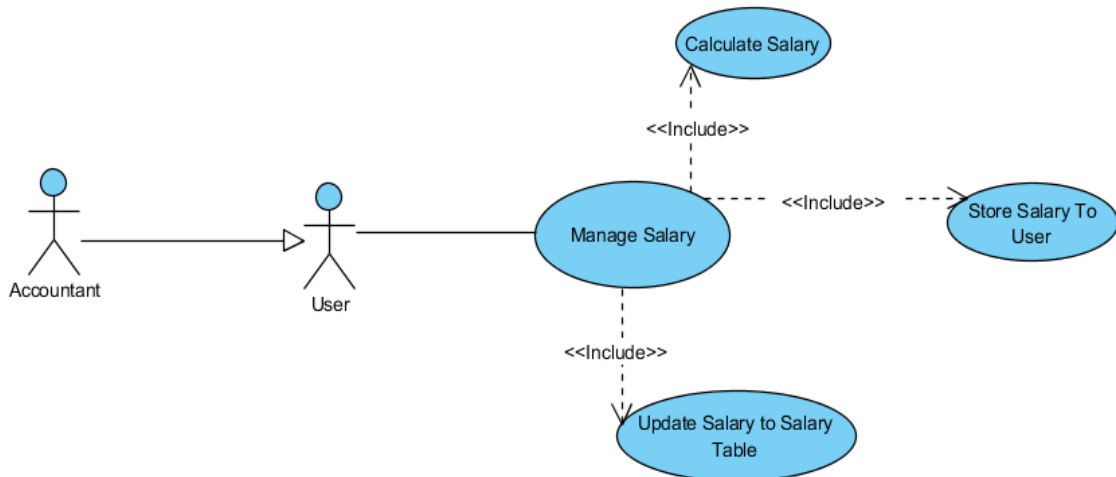 Calculate Salary
<<Include>>
<<Include>>
Store Salary To
User
Manage Salary
Accountant
User
<<Include>>
Update Salary to Salary
Table